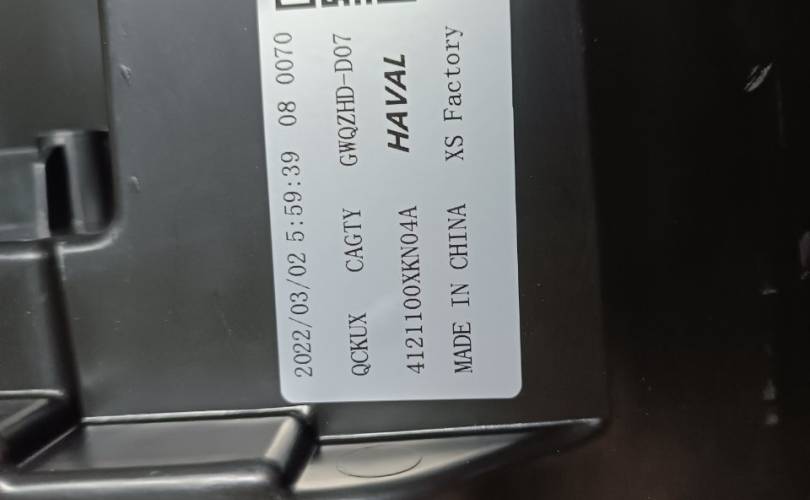 2022/03/02 5:59:39 08 0070
QCKUX CAGTY GWQZHD-D07
4121100XKN04A HAVAL
MADE IN CHINA XS Factory